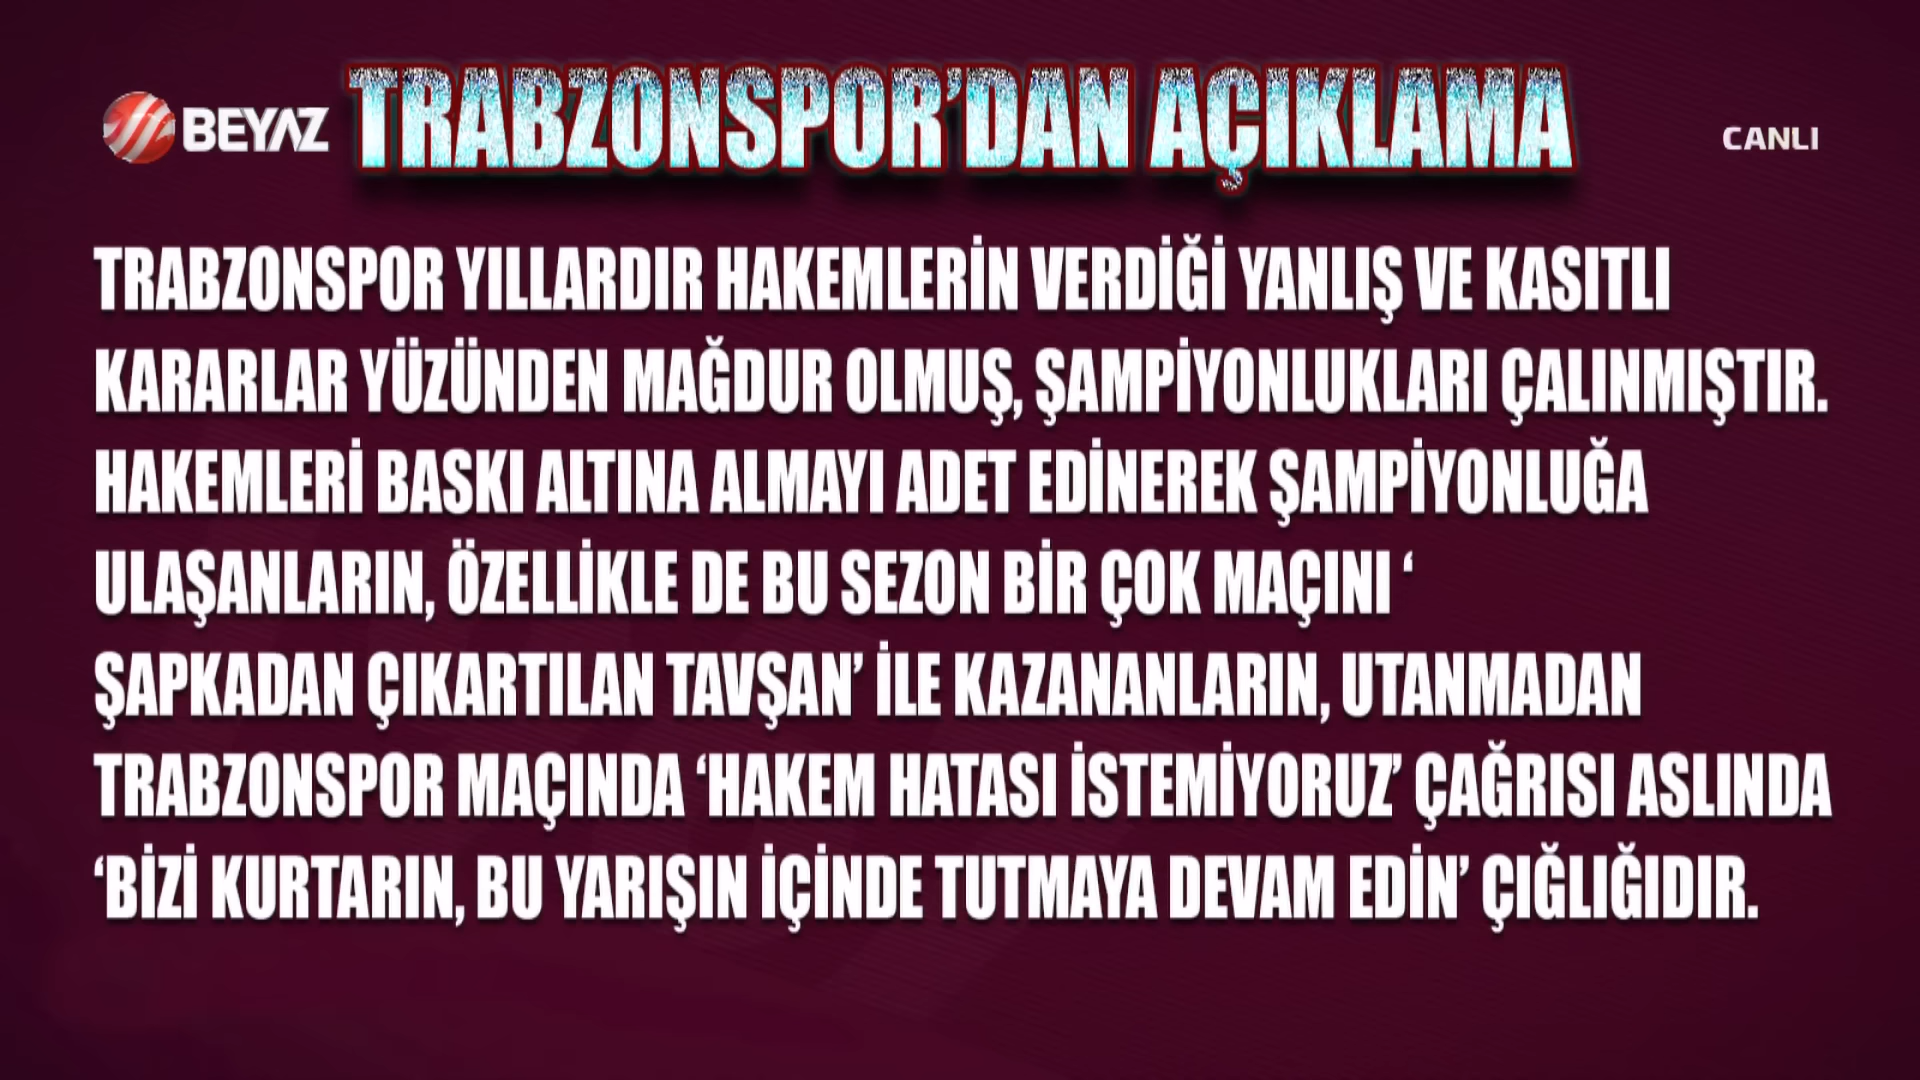 BEYAZ
TRABZONSPOR’DAN AÇIKLAMA
CANLI
TRABZONSPOR YILLARDIR HAKEMLERİN VERDİĞİ YANLIŞ VE KASITLI
KARARLAR YÜZÜNDEN MAĞDUR OLMUŞ, ŞAMPİYONLUKLARI ÇALINMIŞTIR.
HAKEMLERİ BASKI ALTINA ALMAYI ADET EDİNEREK ŞAMPİYONLUĞA
ULAŞANLARIN, ÖZELLİKLE DE BU SEZON BİR ÇOK MAÇINI ‘
ŞAPKADAN ÇIKARTILAN TAVŞAN’ İLE KAZANANLARIN, UTANMADAN
TRABZONSPOR MAÇINDA ‘HAKEM HATASI İSTEMİYORUZ’ ÇAĞRISI ASLINDA
‘BİZİ KURTARIN, BU YARIŞIN İÇİNDE TUTMAYA DEVAM EDİN’ ÇIĞLIĞIDIR.